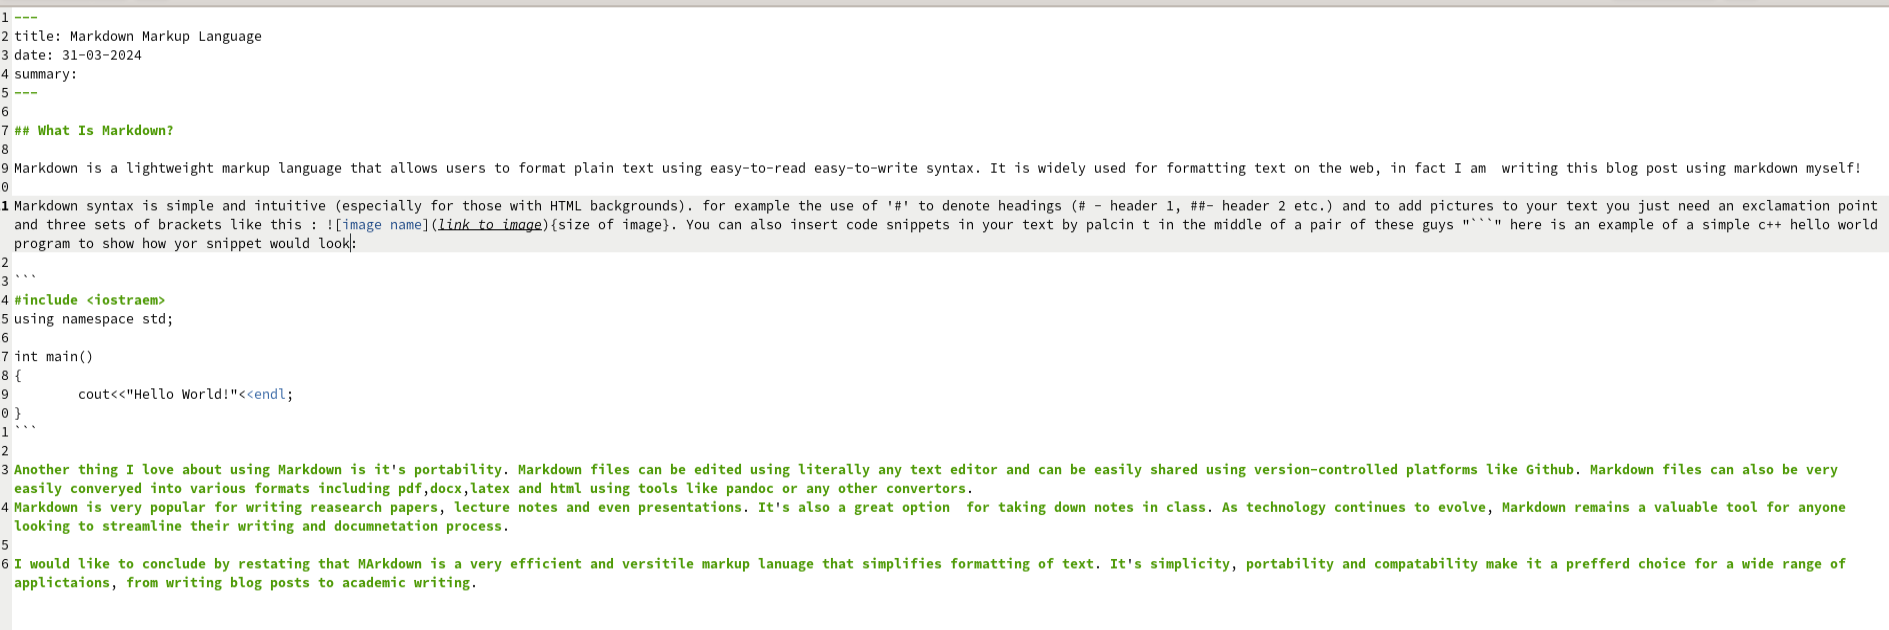 1 ---
2 title: Markdown Markup Language
3 date: 31-03-2024
4 summary:
5 ---
6
7 ## What Is Markdown?
8
9 Markdown is a lightweight markup language that allows users to format plain text using easy-to-read easy-to-write syntax. It is widely used for formatting text on the web, in fact I am  writing this blog post using markdown myself!
0
1 Markdown syntax is simple and intuitive (especially for those with HTML backgrounds). for example the use of '#' to denote headings (# - header 1, ##- header 2 etc.) and to add pictures to your text you just need an exclamation point
and three sets of brackets like this : ![image name](link to image){size of image}. You can also insert code snippets in your text by palcin t in the middle of a pair of these guys "```" here is an example of a simple c++ hello world
program to show how yor snippet would look:
2
3 ```
4 #include <iostraem>
5 using namespace std;
6
7 int main()
8 {
9         cout<<"Hello World!"<<endl;
0 }
1 ```
2
3 Another thing I love about using Markdown is it's portability. Markdown files can be edited using literally any text editor and can be easily shared using version-controlled platforms like Github. Markdown files can also be very
easily converyed into various formats including pdf,docx,latex and html using tools like pandoc or any other convertors.
4 Markdown is very popular for writing reasearch papers, lecture notes and even presentations. It's also a great option  for taking down notes in class. As technology continues to evolve, Markdown remains a valuable tool for anyone
looking to streamline their writing and documnetation process.
5
6 I would like to conclude by restating that MArkdown is a very efficient and versitile markup lanuage that simplifies formatting of text. It's simplicity, portability and compatability make it a prefferd choice for a wide range of
applictaions, from writing blog posts to academic writing.